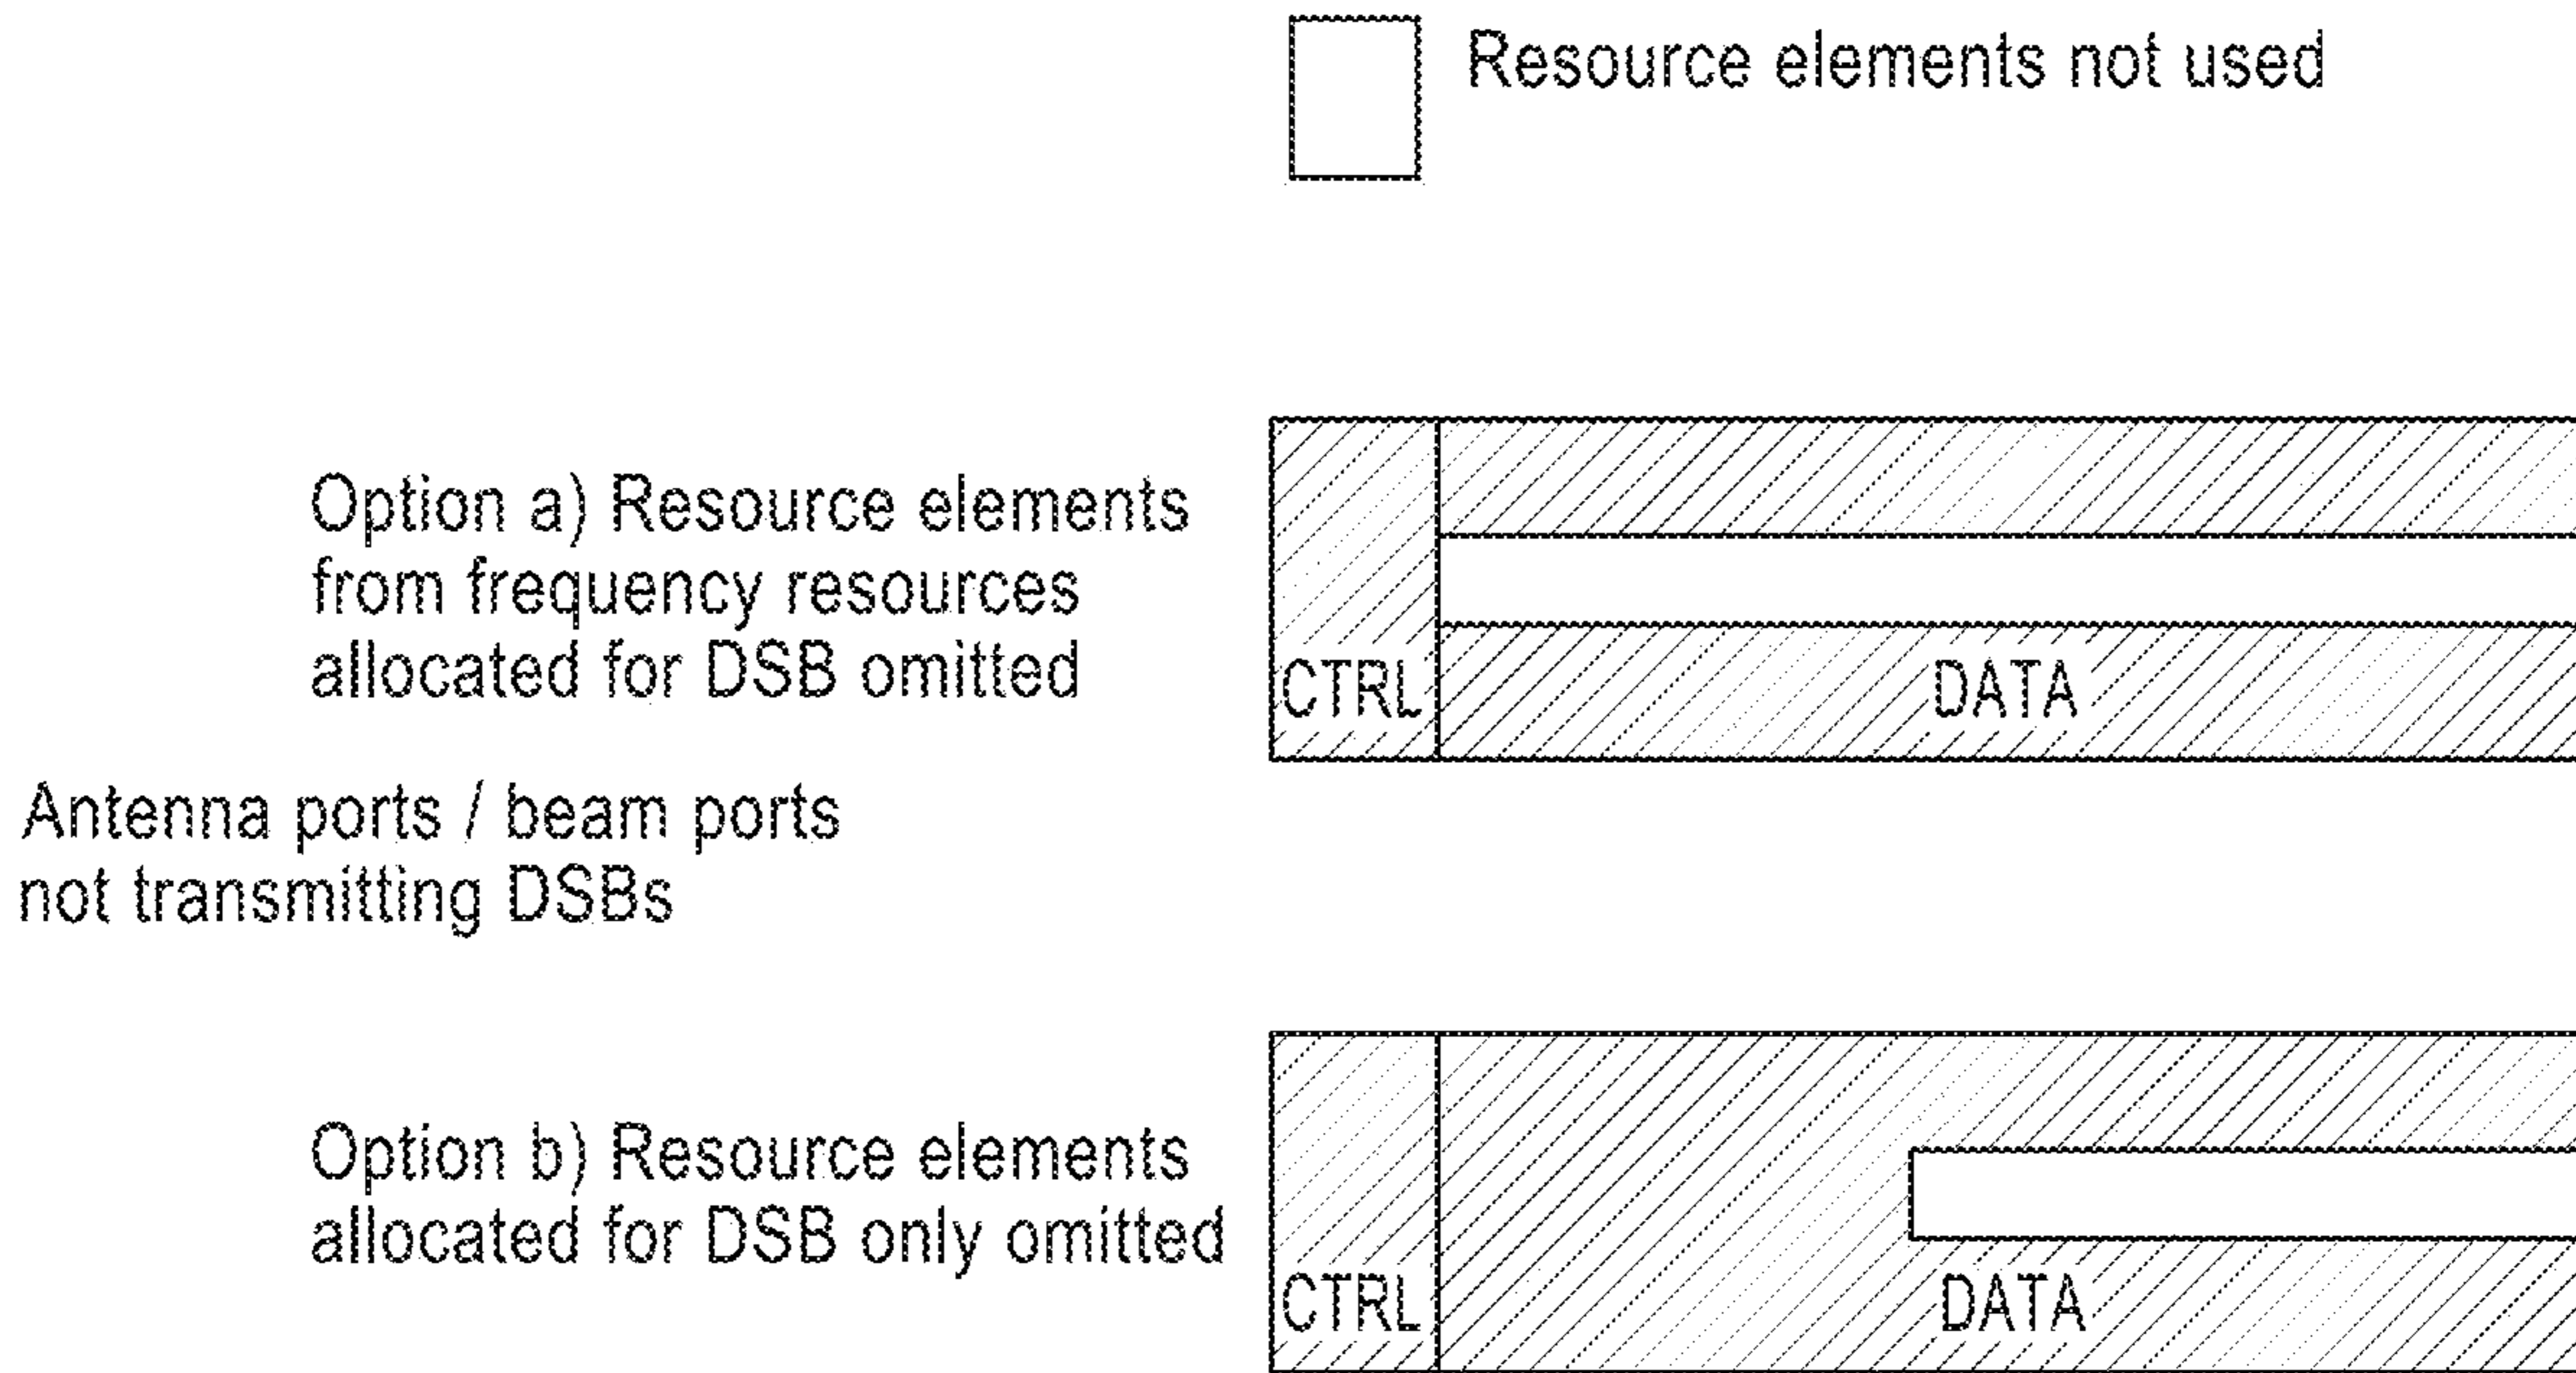 Resource elements not used
Option a) Resource elements
from frequency resources
allocated for DSB omitted
CTRL
DATA
Antenna ports / beam ports
not transmitting DSBs
Option b) Resource elements
allocated for DSB only omitted
CTRL
DATA